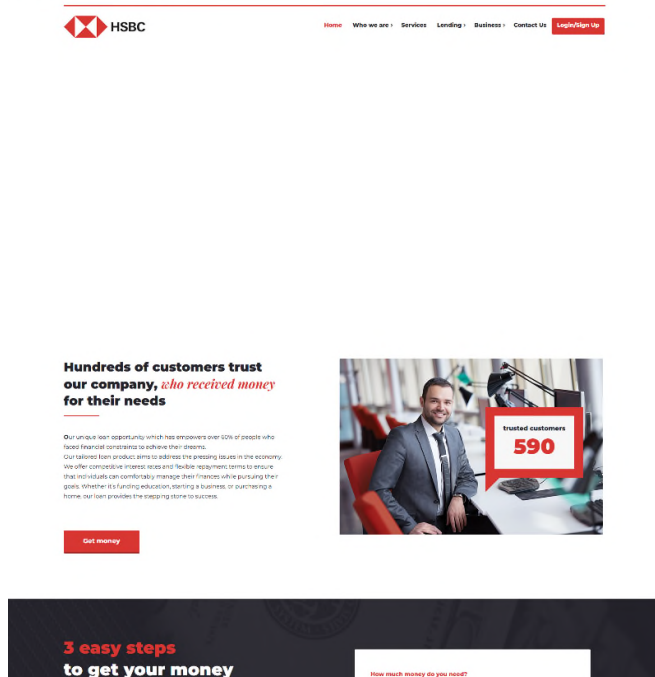 HSBC
Home Who we are › Services Lending › Business › Contact Us Login/Sign Up
Hundreds of customers trust
our company, who received money
for their needs
Our unique loan opportunity which has empowers over 90% of people who
faced financial constraints to achieve their dreams.
Our tailored loan product aims to address the pressing issues in the economy.
We offer competitive interest rates and flexible repayment terms to ensure
that individuals can comfortably manage their finances while pursuing their
goals. Whether it's funding education, starting a business, or purchasing a
home, our loan provides the stepping stone to success.
Get money
trusted customers
590
3 easy steps
to get your money
How much money do you need?